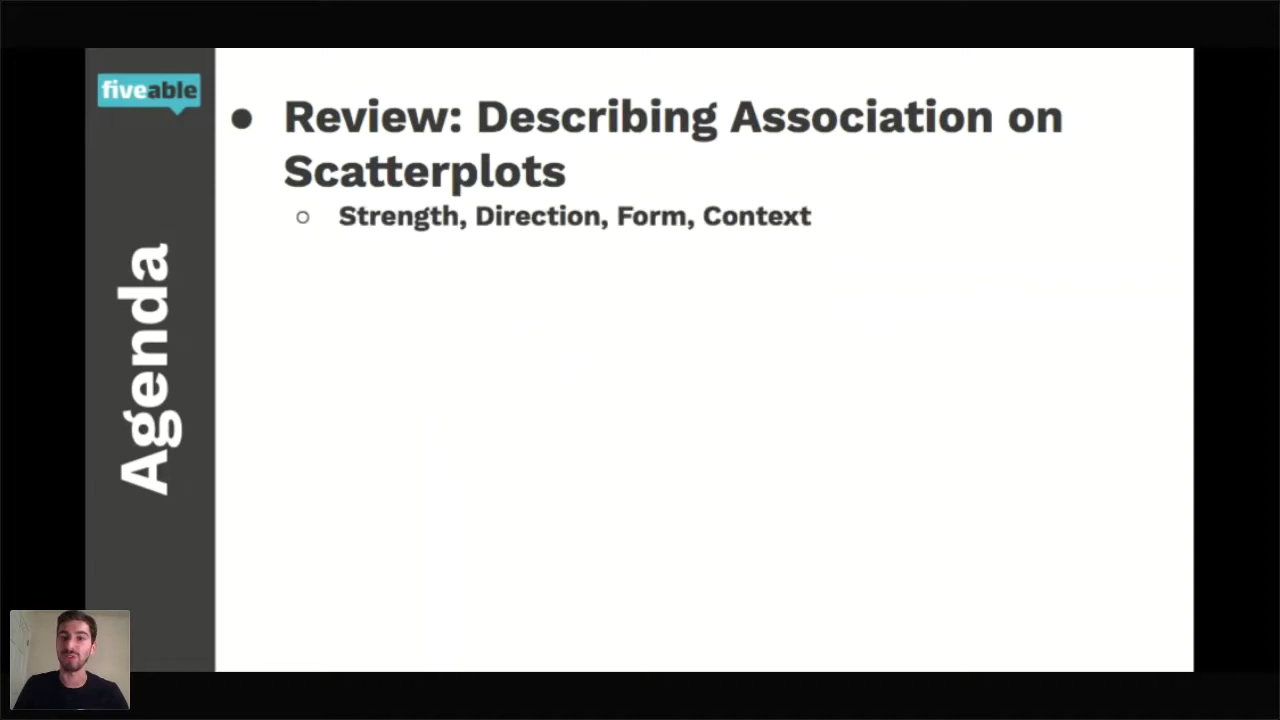 fiveable
Agenda
● Review: Describing Association on
Scatterplots
○ Strength, Direction, Form, Context